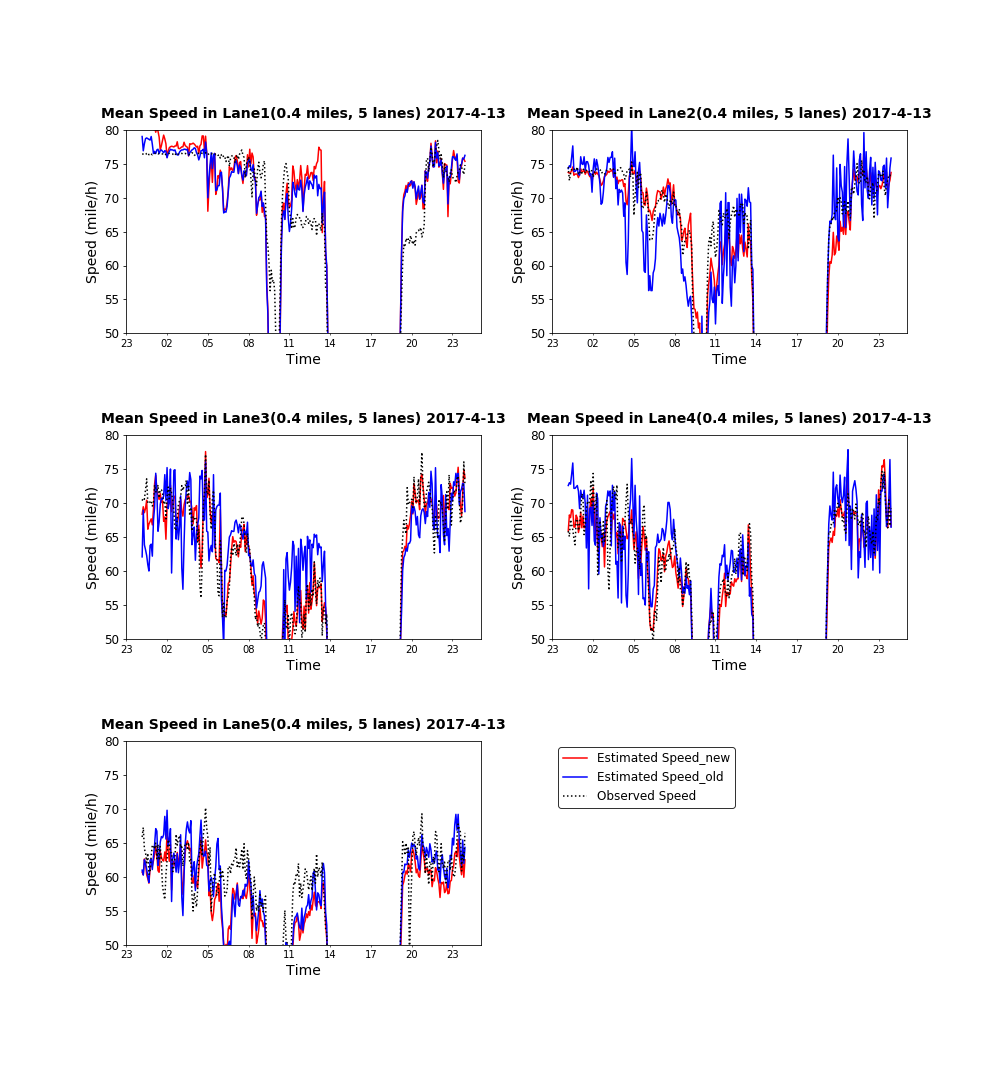 Mean Speed in Lane1(0.4 miles, 5 lanes) 2017-4-13
80
75
70
65
60
55
50
Speed (mile/h)
23 02 05 08 11 14 17 20 23
Time
Mean Speed in Lane2(0.4 miles, 5 lanes) 2017-4-13
80
75
70
65
60
55
50
Speed (mile/h)
23 02 05 08 11 14 17 20 23
Time
Mean Speed in Lane3(0.4 miles, 5 lanes) 2017-4-13
80
75
70
65
60
55
50
Speed (mile/h)
23 02 05 08 11 14 17 20 23
Time
Mean Speed in Lane4(0.4 miles, 5 lanes) 2017-4-13
80
75
70
65
60
55
50
Speed (mile/h)
23 02 05 08 11 14 17 20 23
Time
Mean Speed in Lane5(0.4 miles, 5 lanes) 2017-4-13
80
75
70
65
60
55
50
Speed (mile/h)
23 02 05 08 11 14 17 20 23
Time
Estimated Speed_new
Estimated Speed_old
Observed Speed